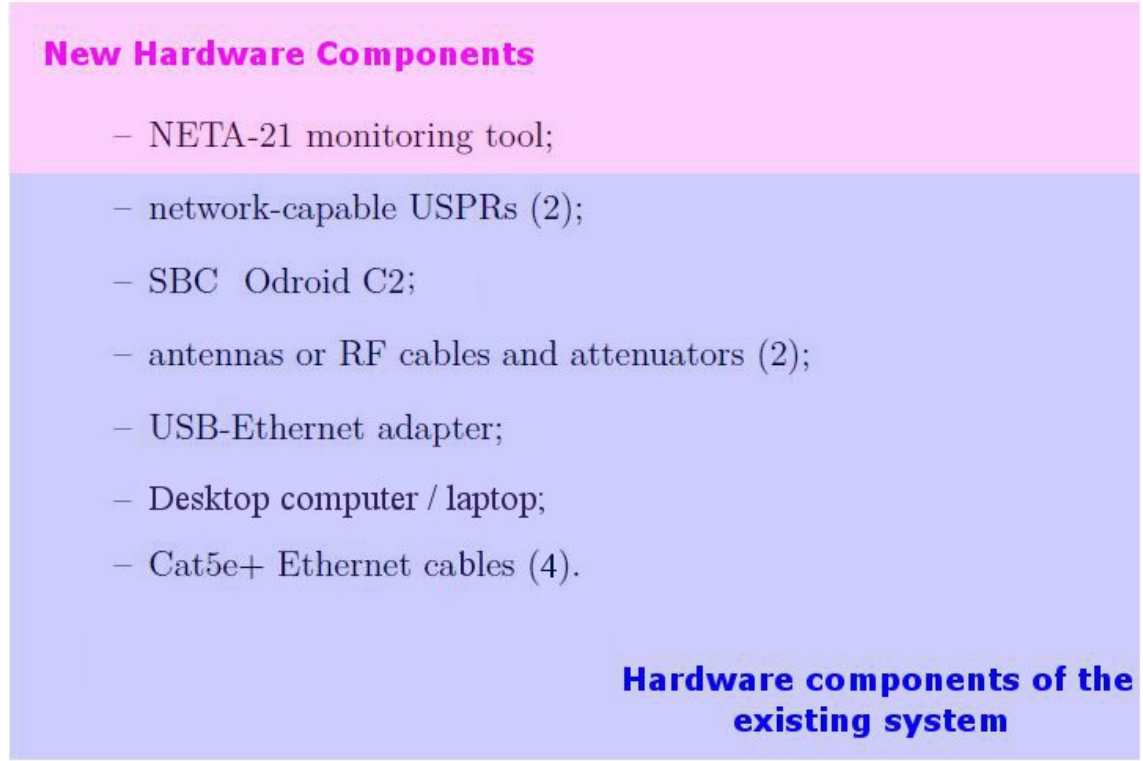 New Hardware Components
– NETA-21 monitoring tool;
– network-capable USPRs (2);
– SBC Odroid C2;
– antennas or RF cables and attenuators (2);
– USB-Ethernet adapter;
– Desktop computer / laptop;
– Cat5e+ Ethernet cables (4).
Hardware components of the
existing system